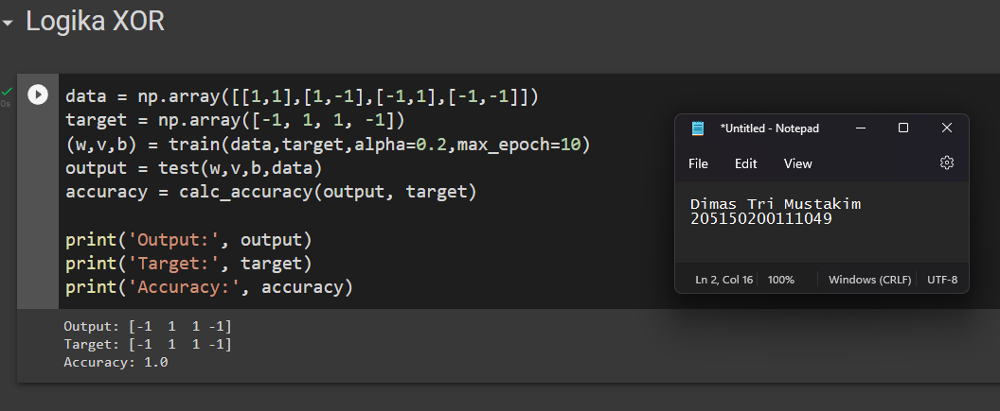 Logika XOR
0s
data = np.array([[1,1],[1,-1],[-1,1],[-1,-1]])
target = np.array([-1, 1, 1, -1])
(w,v,b) = train(data,target,alpha=0.2,max_epoch=10)
output = test(w,v,b,data)
accuracy = calc_accuracy(output, target)
print('Output:', output)
print('Target:', target)
print('Accuracy:', accuracy)
Output: [-1  1  1 -1]
Target: [-1  1  1 -1]
Accuracy: 1.0
*Untitled - Notepad
File Edit View
Dimas Tri Mustakim
205150200111049
Ln 2, Col 16 100% Windows (CRLF) UTF-8